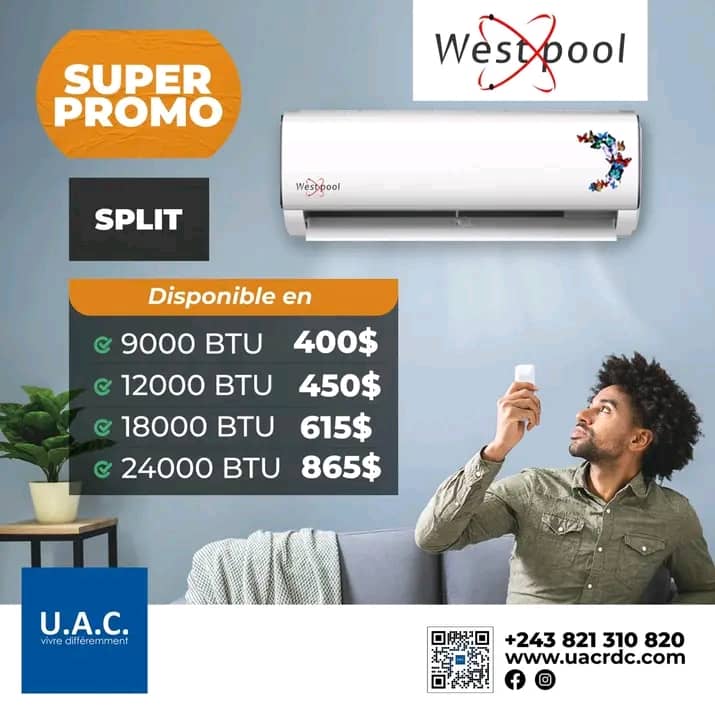 SUPER
PROMO
Westpool
Westpool
SPLIT
Disponible en
9000 BTU 400$
12000 BTU 450$
18000 BTU 615$
24000 BTU 865$
U.A.C.
vivre différemment
+243 821 310 820
www.uacrdc.com